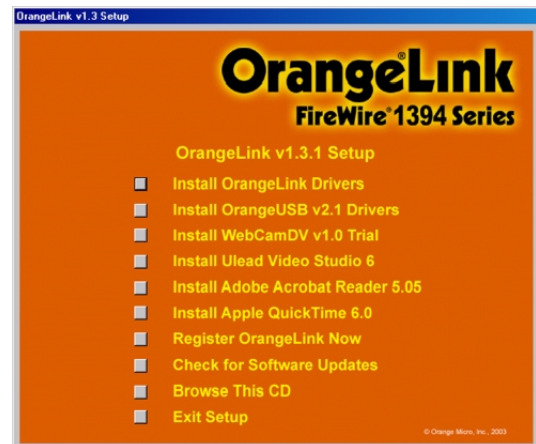 OrangeLink v1.3 Setup
OrangeLink®
FireWire® 1394 Series
OrangeLink v1.3.1 Setup
Install OrangeLink Drivers
Install OrangeUSB v2.1 Drivers
Install WebCamDV v1.0 Trial
Install Ulead Video Studio 6
Install Adobe Acrobat Reader 5.05
Install Apple QuickTime 6.0
Register OrangeLink Now
Check for Software Updates
Browse This CD
Exit Setup
© Orange Micro, Inc., 2003